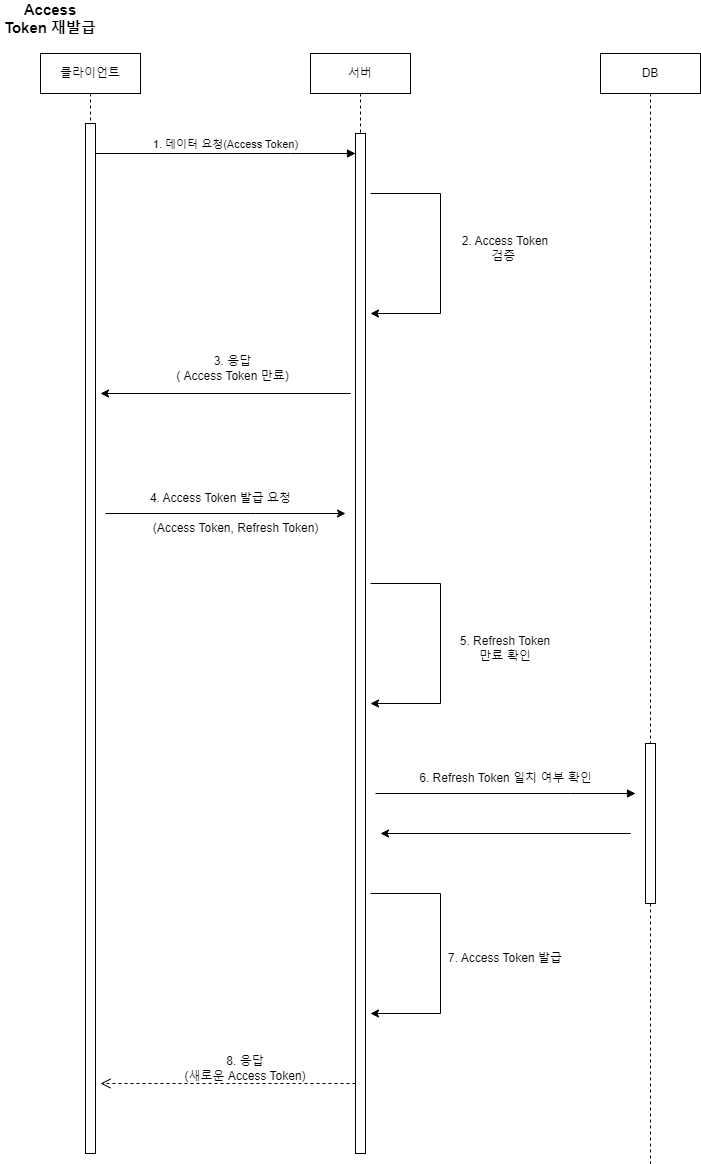 Access
Token 재발급
클라이언트
서버
DB
1. 데이터 요청(Access Token)
2. Access Token
검증
3. 응답
( Access Token 만료)
4. Access Token 발급 요청
(Access Token, Refresh Token)
5. Refresh Token
만료 확인
6. Refresh Token 일치 여부 확인
7. Access Token 발급
8. 응답
(새로운 Access Token)